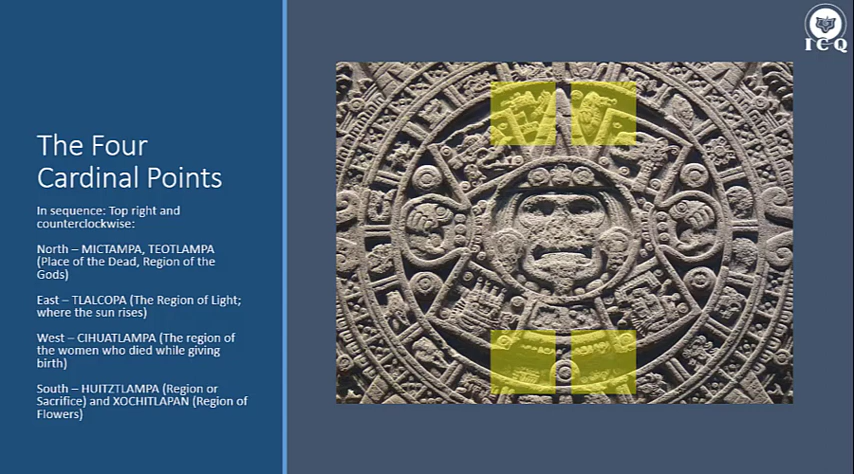 The Four
Cardinal Points
In sequence: Top right and
counterclockwise:
North – MICTAMPA, TEOTLAMPA
(Place of the Dead, Region of the
Gods)
East – TLALCOPA (The Region of Light;
where the sun rises)
West – CIHUATLAMPA (The region of
the women who died while giving
birth)
South – HUITZTLAMPA (Region or
Sacrifice) and XOCHITLAPAN (Region of
Flowers)
ICQ